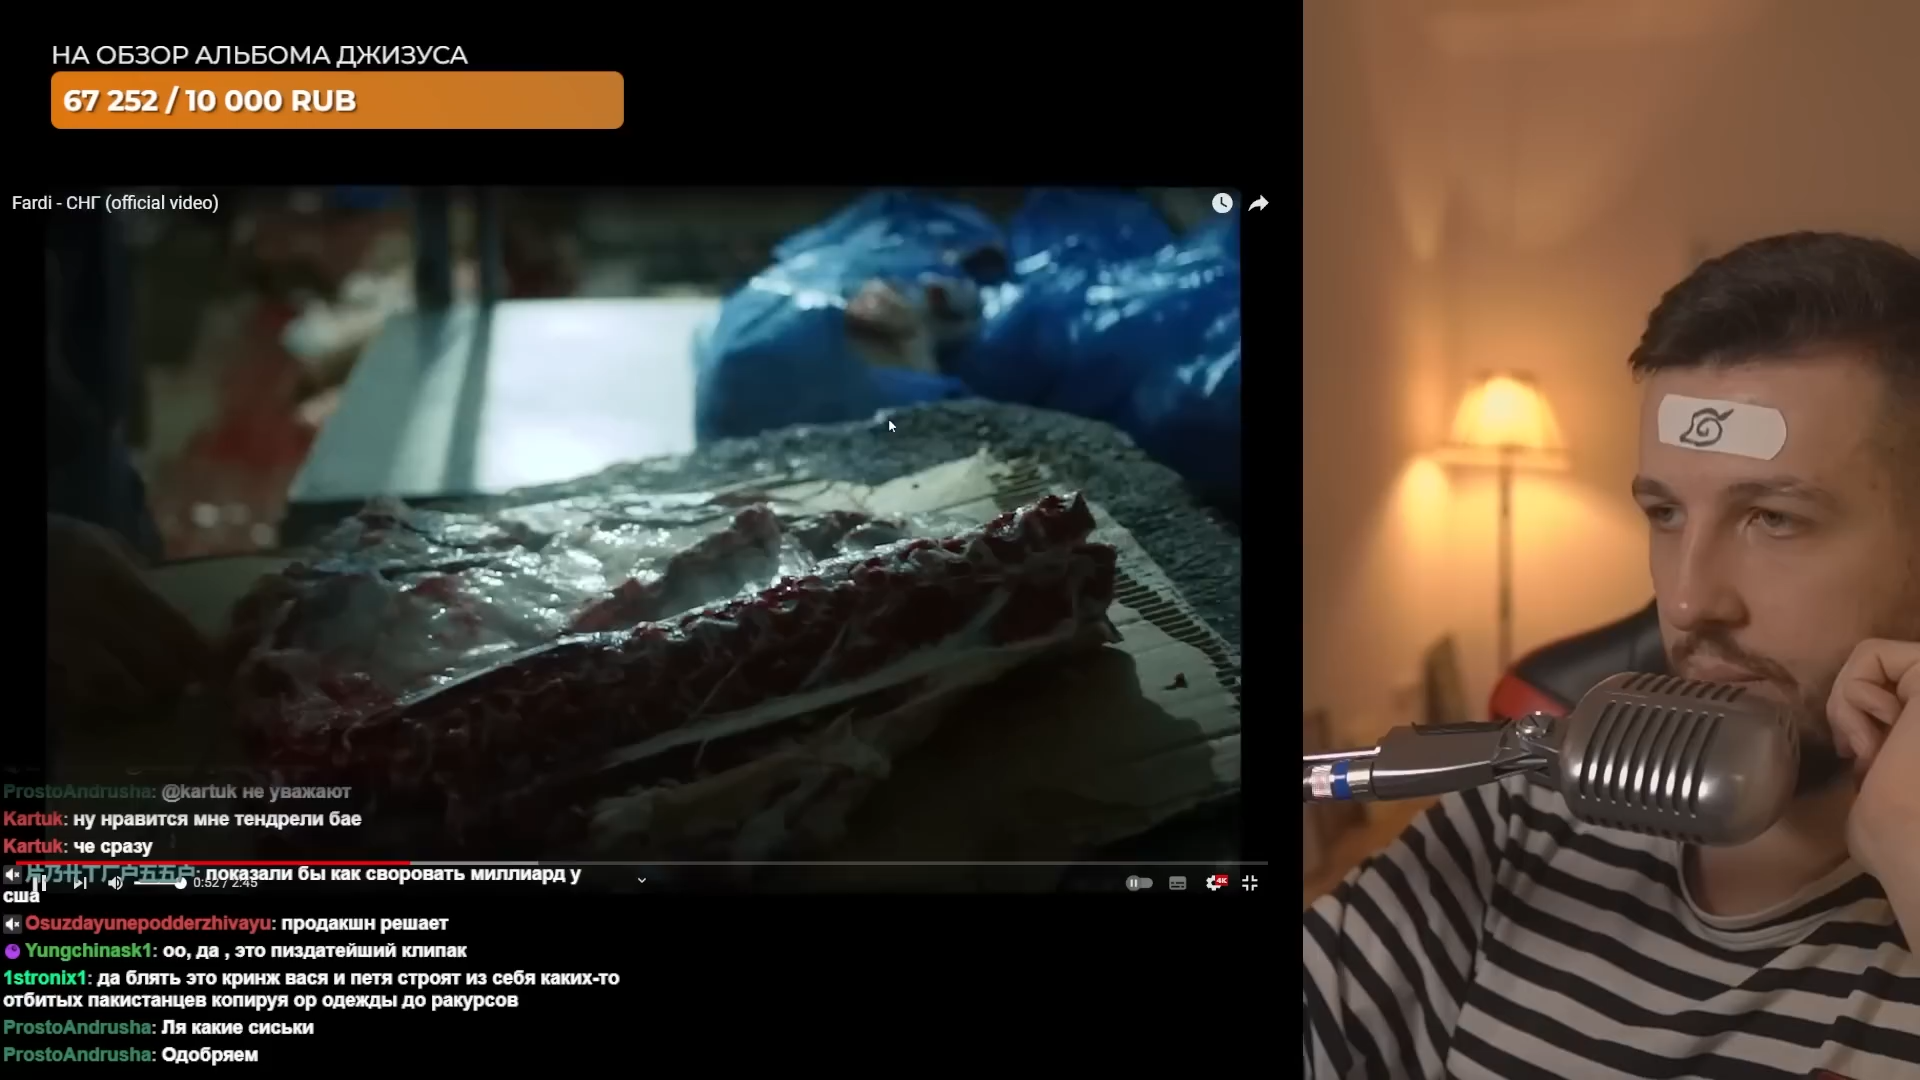 НА ОБЗОР АЛЬБОМА ДЖИЗУСА
67 252 / 10 000 RUB
Fardi - СНГ (official video)
ProstoAndrusha: @kartuk не уважают
Kartuk: ну нравится мне тендрели бае
Kartuk: че сразу
показали бы как своровать миллиард у
сша
0:52 / 2:45
4K
Osuzdayunepodderzhivayu: продакшн решает
Yungchinask1: оо, да , это пиздатейший клипак
1stronix1: да блять это кринж вася и петя строят из себя каких-то
отбитых пакистанцев копируя ор одежды до ракурсов
ProstoAndrusha: Ля какие сиськи
ProstoAndrusha: Одобряем